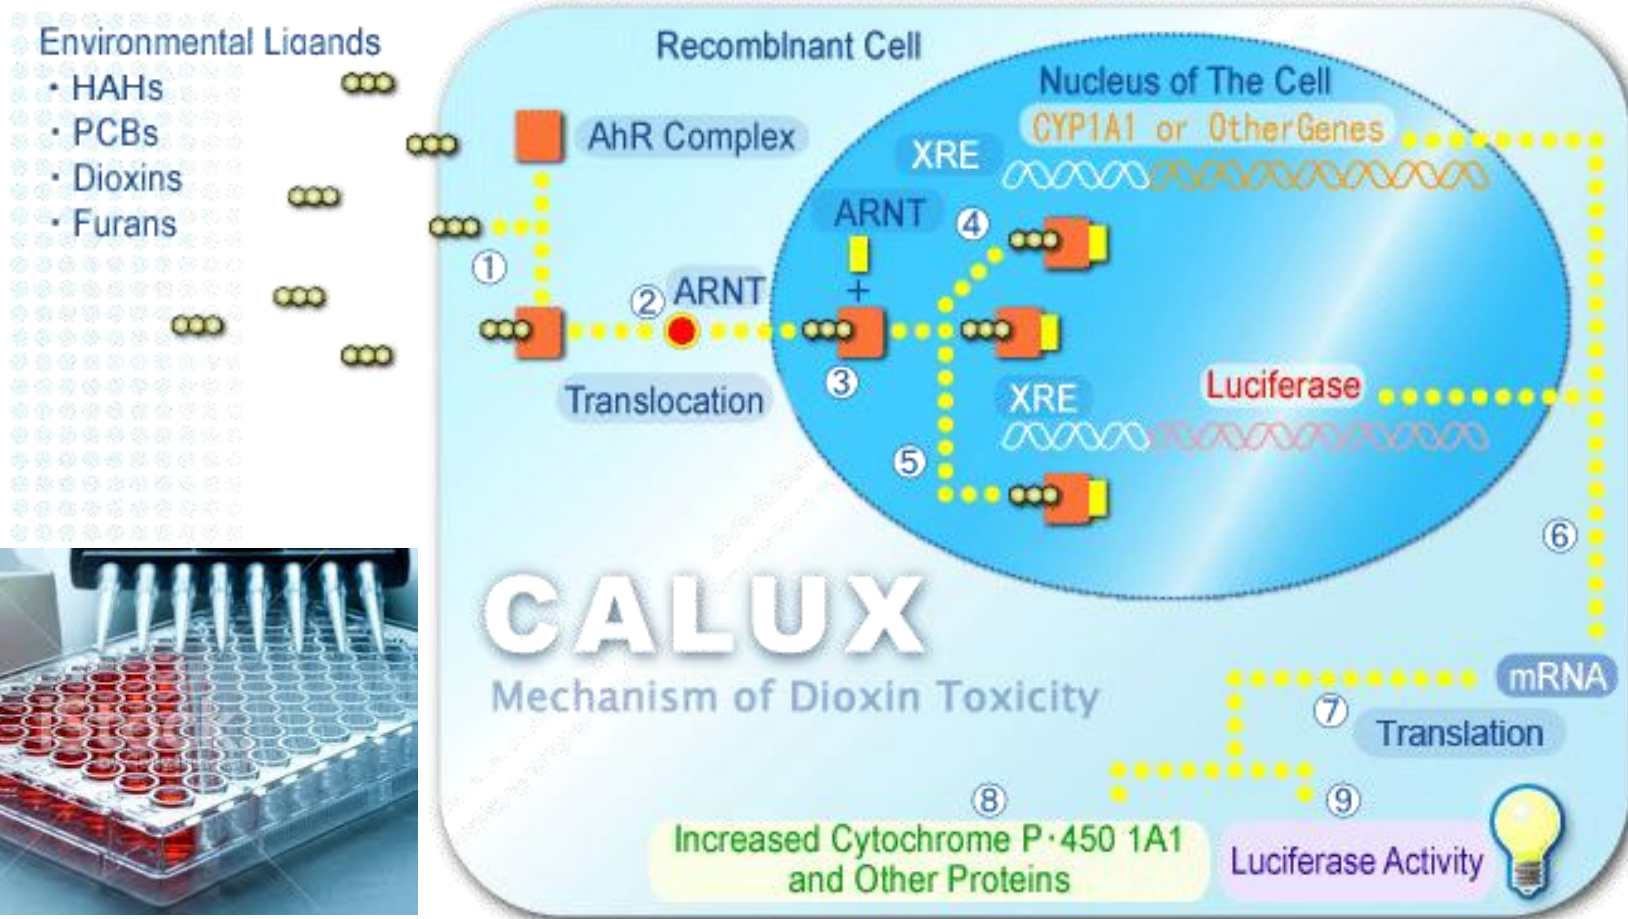 Environmental Ligands
· HAHs
· PCBs
· Dioxins
· Furans
RecombInant Cell
Nucleus of The Cell
CYP1A1 or OtherGenes
XRE
AhR Complex
ARNT
+
①
②
ARNT
③
④
Translocation
XRE
Luciferase
⑤
⑥
CALUX
Mechanism of Dioxin Toxicity
mRNA
⑦
Translation
⑧
⑨
Increased Cytochrome P·450 1A1
and Other Proteins
Luciferase Activity